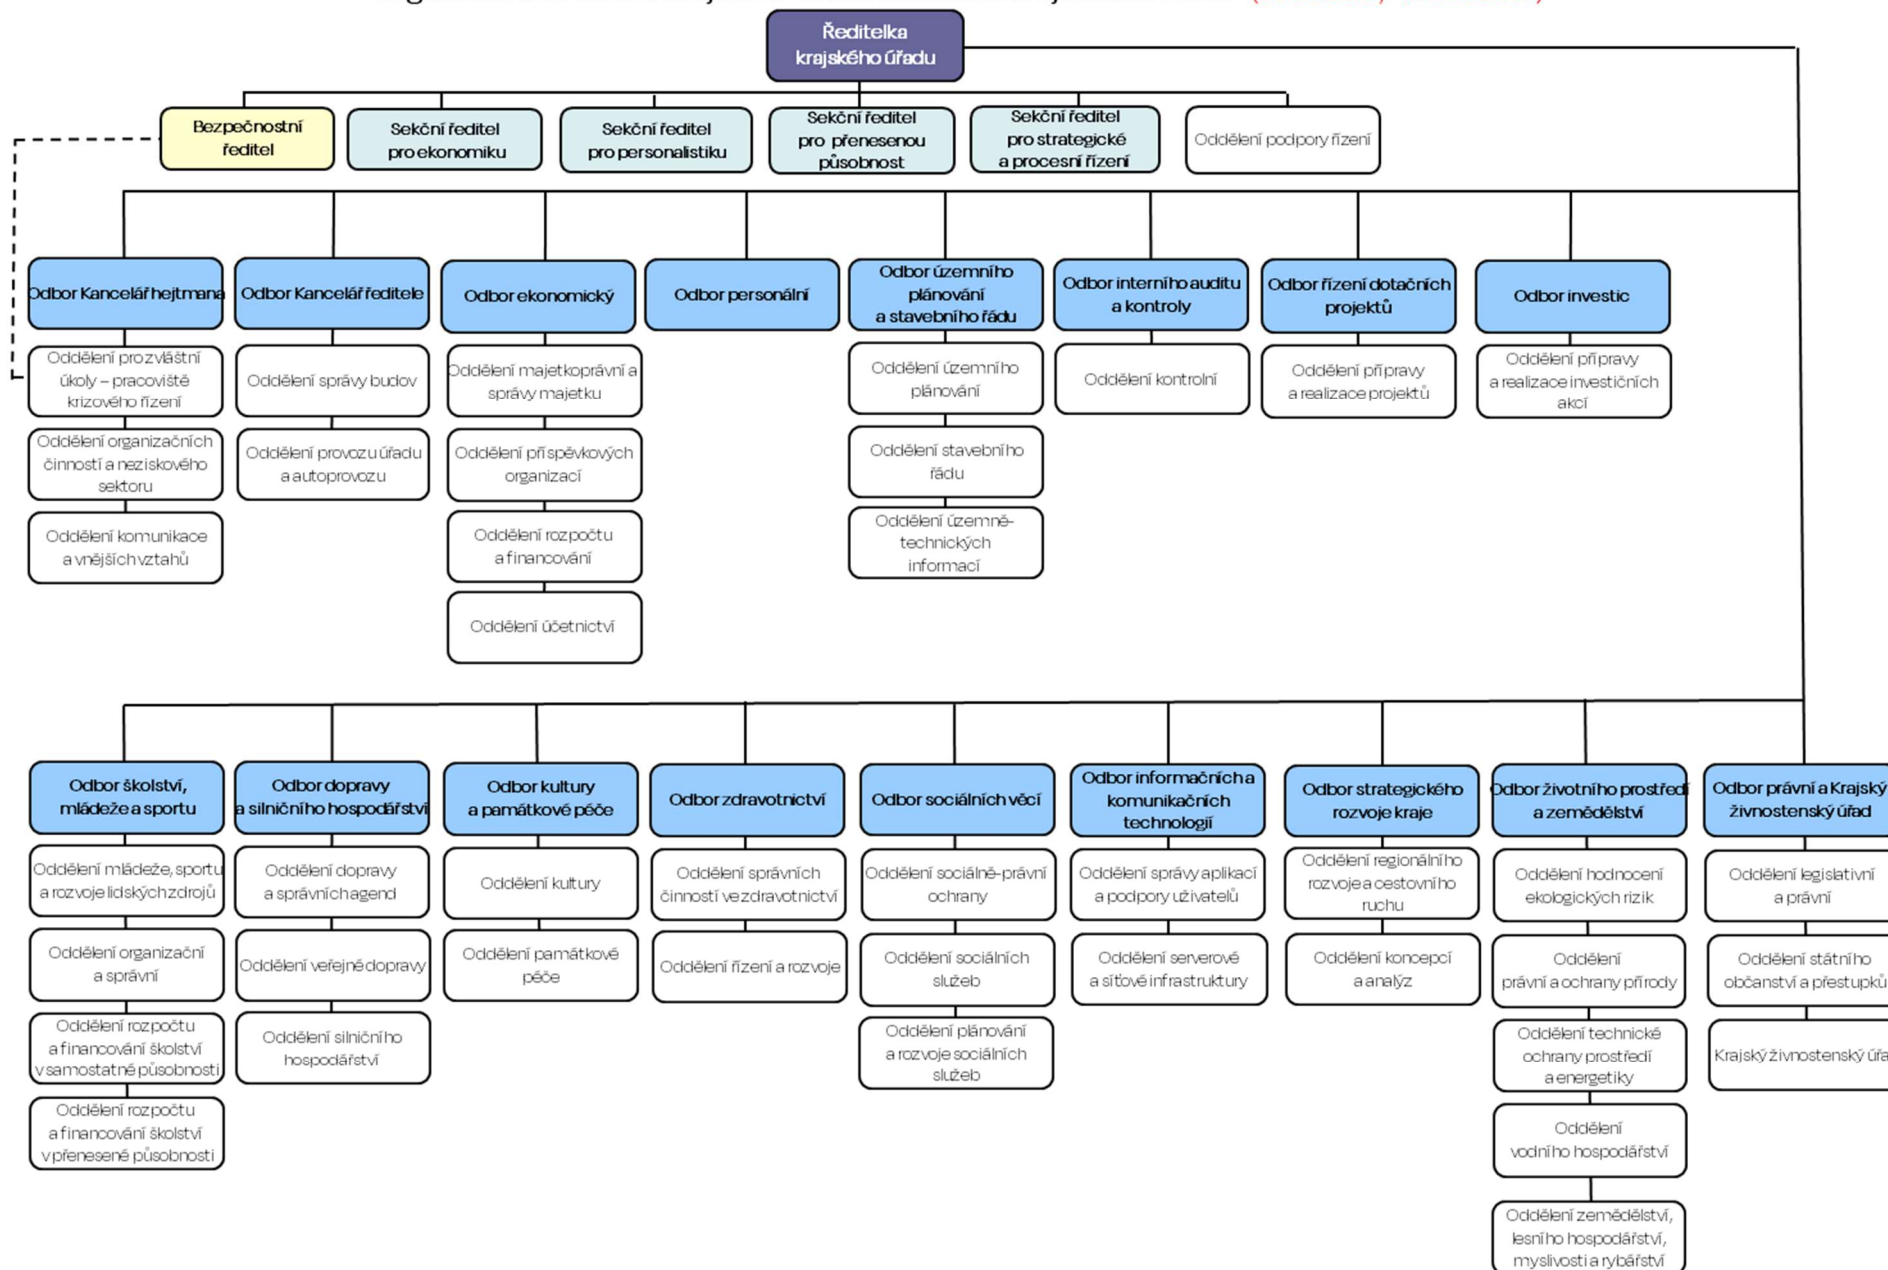 Ředitelka
krajského úřadu
Bezpečnostní
ředitel
Sekční ředitel
pro ekonomiku
Sekční ředitel
pro personalistiku
Sekční ředitel
pro přenesenou
působnost
Sekční ředitel
pro strategické
a procesní řízení
Oddělení podpory řízení
Odbor Kancelář hejtmana
Odbor Kancelář ředitele
Odbor ekonomický
Odbor personální
Odbor územního
plánování
a stavebního řádu
Odbor interního auditu
a kontroly
Odbor řízení dotačních
projektů
Odbor investic
Oddělení pro zvláštní
úkoly – pracoviště
krizového řízení
Oddělení organizačních
činností a neziskového
sektoru
Oddělení komunikace
a vnějších vztahů
Oddělení správy budov
Oddělení provozu úřadu
a autoprovozu
Oddělení majetkoprávní a
správy majetku
Oddělení příspěvkových
organizací
Oddělení rozpočtu
a financování
Oddělení účetnictví
Oddělení územního
plánování
Oddělení stavebního
řádu
Oddělení územně-
technických
informací
Oddělení kontrolní
Oddělení přípravy
a realizace projektů
Oddělení přípravy
a realizace investičních
akcí
Odbor školství,
mládeže a sportu
Odbor dopravy
a silničního hospodářství
Odbor kultury
a památkové péče
Odbor zdravotnictví
Odbor sociálních věcí
Odbor informačních a
komunikačních
technologií
Odbor strategického
rozvoje kraje
Odbor životního prostředí
a zemědělství
Odbor právní a Krajský
živnostenský úřad
Oddělení mládeže, sportu
a rozvoje lidských zdrojů
Oddělení organizační
a správní
Oddělení rozpočtu
a financování školství
v samostatné působnosti
Oddělení rozpočtu
a financování školství
v přenesené působnosti
Oddělení dopravy
a správních agend
Oddělení veřejné dopravy
Oddělení silničního
hospodářství
Oddělení kultury
Oddělení památkové
péče
Oddělení správních
činností ve zdravotnictví
Oddělení řízení a rozvoje
Oddělení sociálně-právní
ochrany
Oddělení sociálních
služeb
Oddělení plánování
a rozvoje sociálních
služeb
Oddělení správy aplikací
a podpory uživatelů
Oddělení serverové
a síťové infrastruktury
Oddělení regionálního
rozvoje a cestovního
ruchu
Oddělení koncepcí
a analýz
Oddělení hodnocení
ekologických rizik
Oddělení
právní a ochrany přírody
Oddělení technické
ochrany prostředí
a energetiky
Oddělení
vodního hospodářství
Oddělení zemědělství,
lesního hospodářství,
myslivosti a rybářství
Oddělení legislativní
a právní
Oddělení státního
občanství a přestupků
Krajský živnostenský úřa